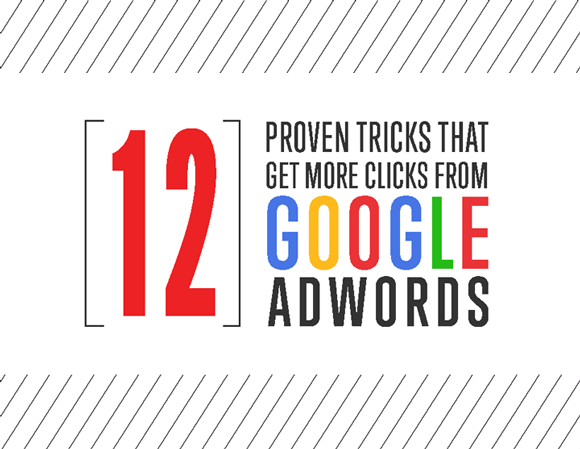 [12]
PROVEN TRICKS THAT
GET MORE CLICKS FROM
GOOGLE
ADWORDS